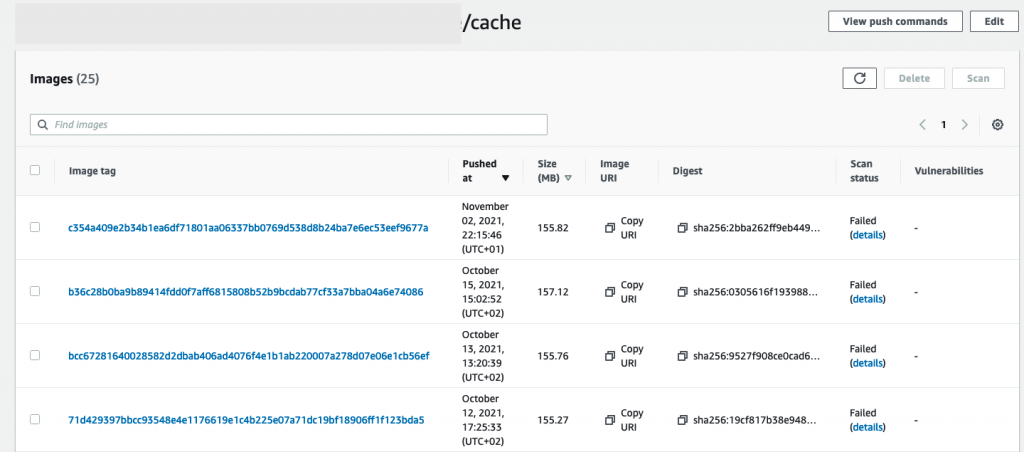 /cache
View push commands
Edit
Images (25)
Delete
Scan
Find images
1
Image tag
Pushed at
Size (MB)
Image URI
Digest
Scan status
Vulnerabilities
c354a409e2b34b1ea6df71801aa06337bb0769d538d8b24ba7e6ec53eef9677a
November 02, 2021, 22:15:46 (UTC+01)
155.82
Copy URI
sha256:2bba262ff9eb449...
Failed (details)
-
b36c28b0ba9b89414fdd0f7aff6815808b52b9bcdab77cf33a7bba04a6e74086
October 15, 2021, 15:02:52 (UTC+02)
157.12
Copy URI
sha256:0305616f193988...
Failed (details)
-
bcc67281640028582d2dbab406ad4076f4e1b1ab220007a278d07e06e1cb56ef
October 13, 2021, 13:20:39 (UTC+02)
155.76
Copy URI
sha256:9527f908ce0cad6...
Failed (details)
-
71d429397bbcc93548e4e1176619e1c4b225e07a71dc19bf18906ff1f123bda5
October 12, 2021, 17:25:33 (UTC+02)
155.27
Copy URI
sha256:19cf817b38e948...
Failed (details)
-